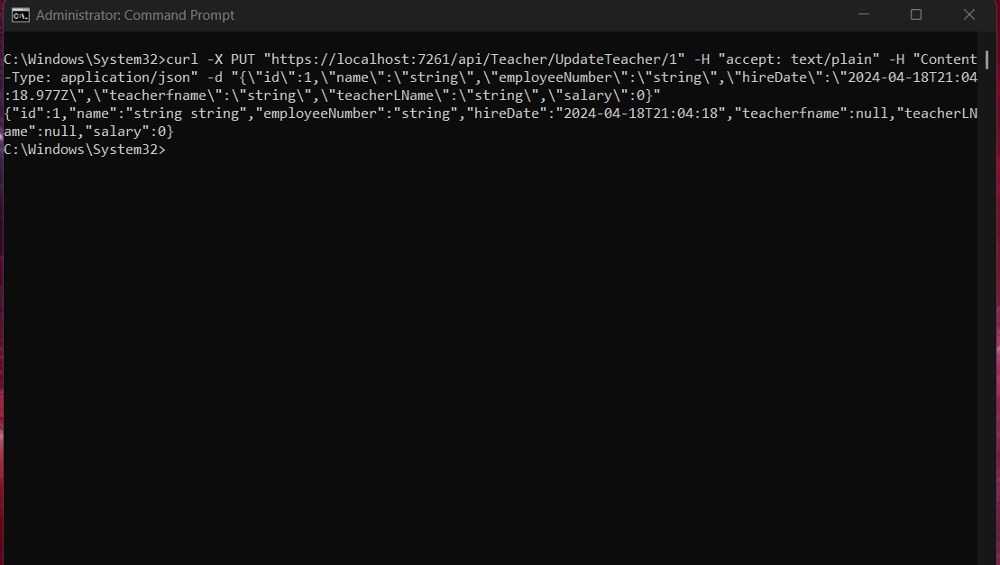 Administrator: Command Prompt
C:\Windows\System32>curl -X PUT "https://localhost:7261/api/Teacher/UpdateTeacher/1" -H "accept: text/plain" -H "Content
-Type: application/json" -d "{\"id\":1,\"name\":\"string\",\"employeeNumber\":\"string\",\"hireDate\":\"2024-04-18T21:04
:18.977Z\",\"teacherfname\":\"string\",\"teacherLName\":\"string\",\"salary\":0}"
{"id":1,"name":"string string","employeeNumber":"string","hireDate":"2024-04-18T21:04:18","teacherfname":null,"teacherLN
ame":null,"salary":0}
C:\Windows\System32>